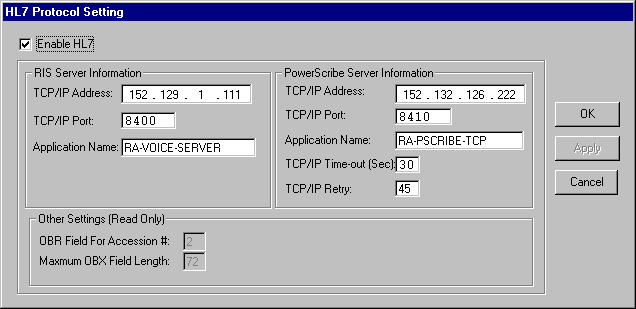 HL7 Protocol Setting
Enable HL7
RIS Server Information
TCP/IP Address: 152 . 129 . 1 . 111
TCP/IP Port: 8400
Application Name: RA-VOICE-SERVER
PowerScribe Server Information
TCP/IP Address: 152 . 132 . 126 . 222
TCP/IP Port: 8410
Application Name: RA-PSCRIBE-TCP
TCP/IP Time-out (Sec): 30
TCP/IP Retry: 45
OK
Apply
Cancel
Other Settings (Read Only)
OBR Field For Accession #: 2
Maxmum OBX Field Length: 72